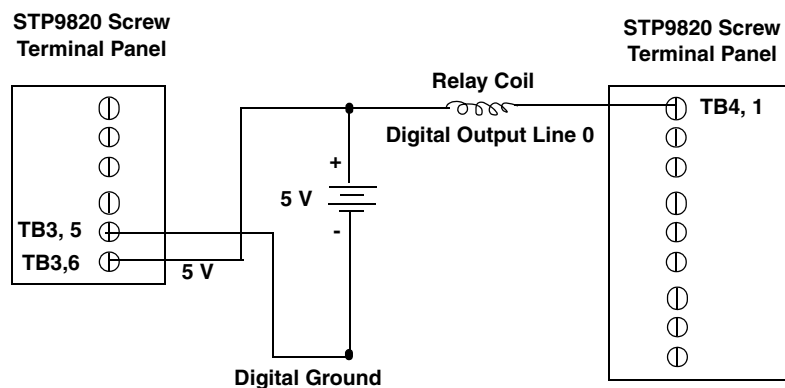 STP9820 Screw
Terminal Panel
STP9820 Screw
Terminal Panel
Relay Coil
TB4, 1
Digital Output Line 0
+
5 V
-
TB3, 5
TB3,6
5 V
Digital Ground